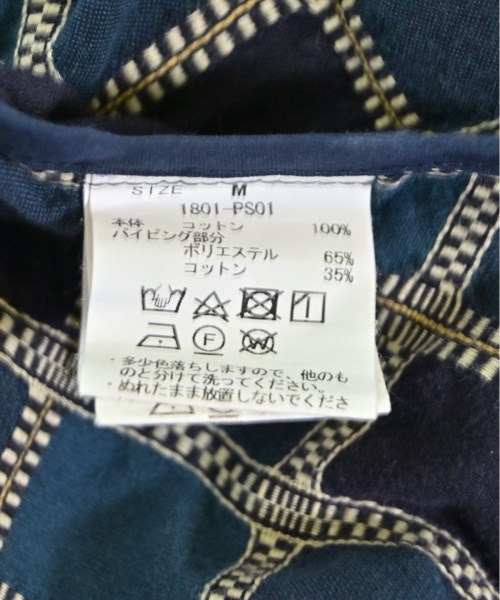 SIZE M
1801-PS01
本体 コットン 100%
パイピング部分
ポリエステル 65%
コットン 35%
F
W
・多少色落ちしますので、他のも
のと分けて洗ってください。
・ぬれたまま放置しないでくださ